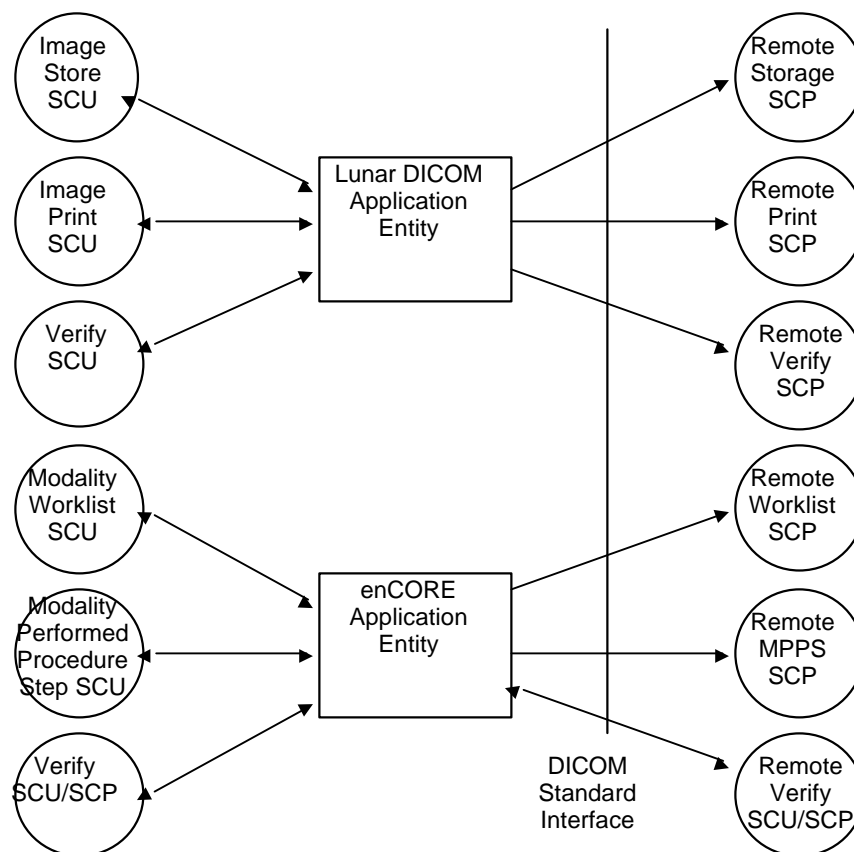 Image
Store
SCU
Lunar DICOM
Application
Entity
Remote
Storage
SCP
Image
Print
SCU
Remote
Print
SCP
Verify
SCU
Remote
Verify
SCP
Modality
Worklist
SCU
enCORE
Application
Entity
Remote
Worklist
SCP
Modality
Performed
Procedure
Step SCU
Remote
MPPS
SCP
Verify
SCU/SCP
DICOM
Standard
Interface
Remote
Verify
SCU/SCP